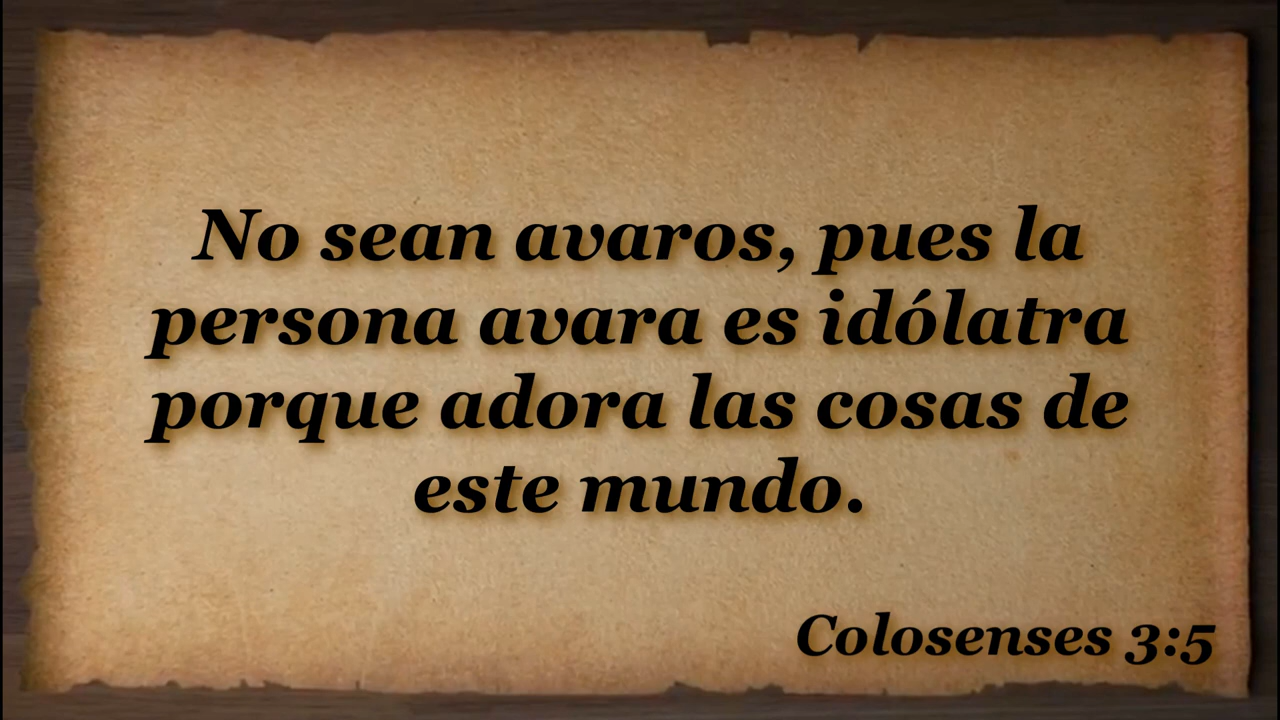 No sean avaros, pues la
persona avara es idólatra
porque adora las cosas de
este mundo.
Colosenses 3:5